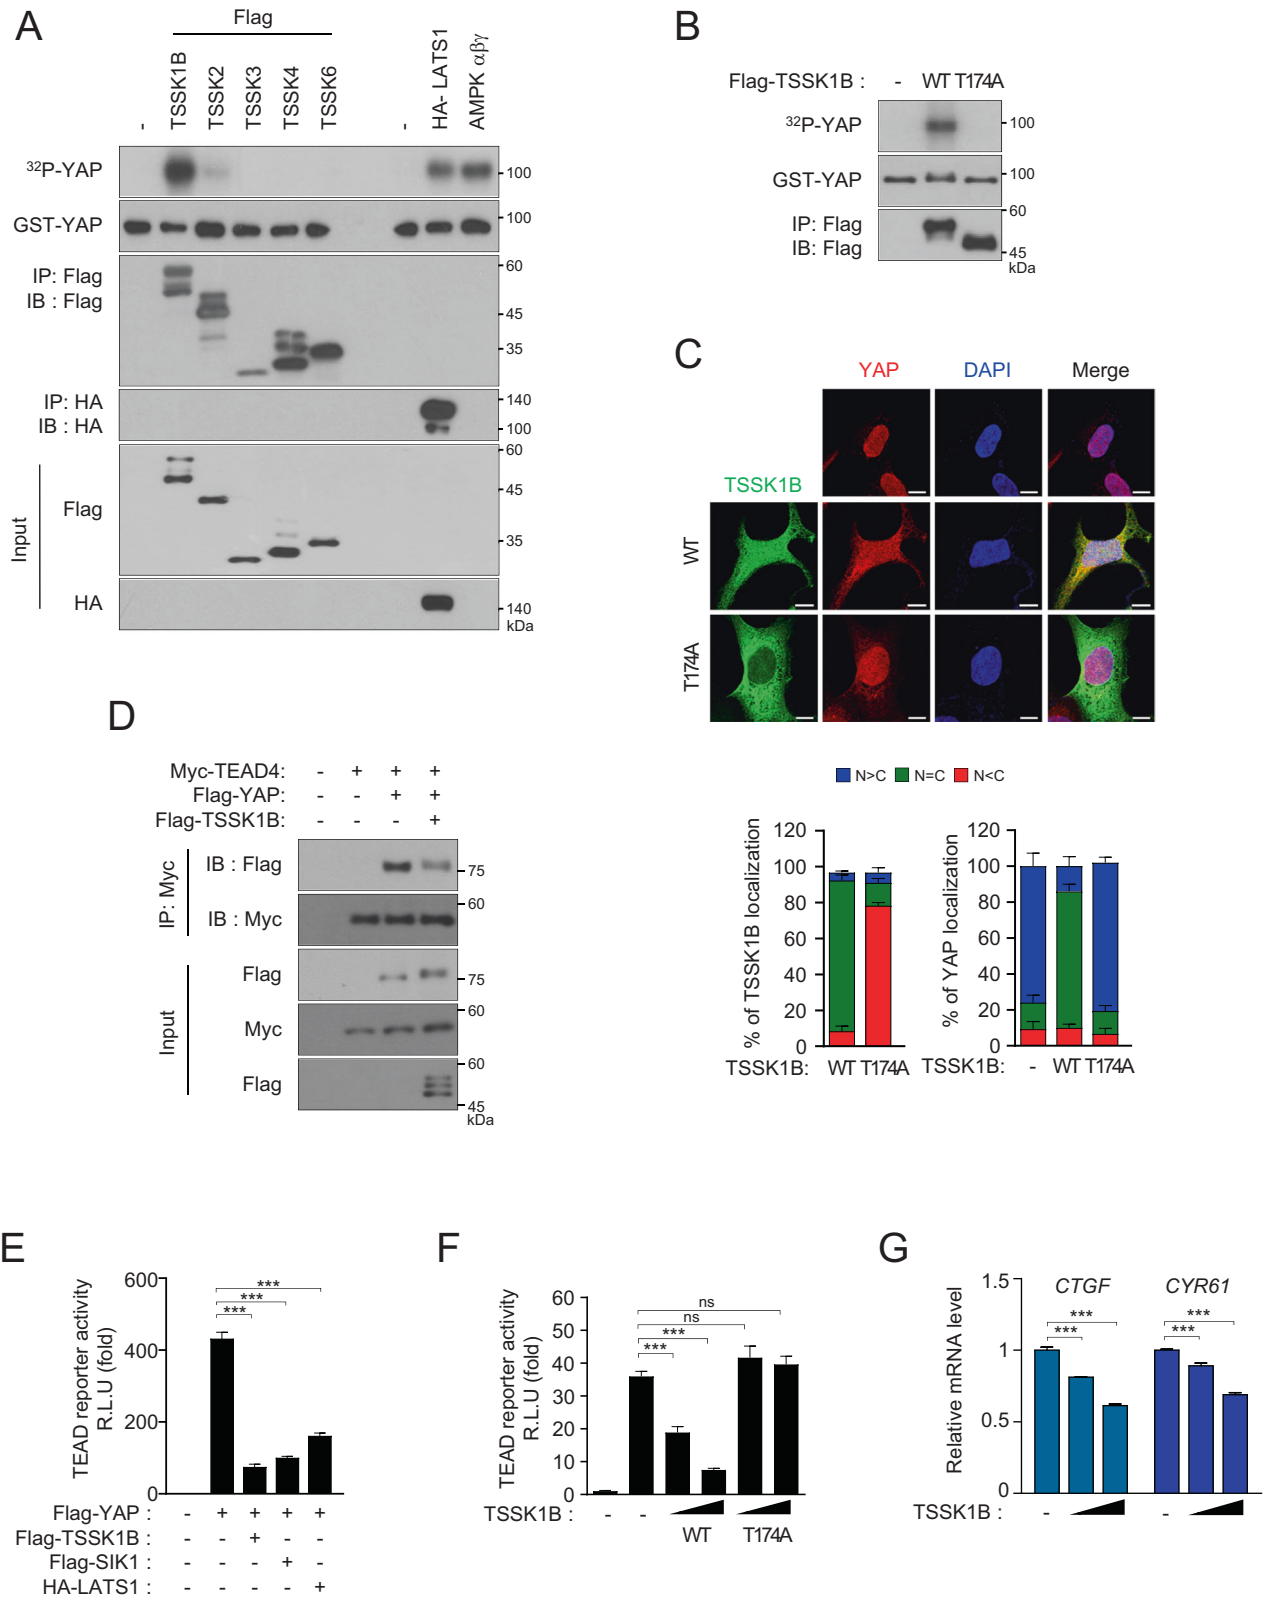 A
Flag
-
TSSK1B
TSSK2
TSSK3
TSSK4
TSSK6
-
HA- LATS1
AMPK αβγ
32P-YAP
100
GST-YAP
100
IP: Flag
IB : Flag
60
45
35
IP: HA
IB : HA
140
100
Input
Flag
60
45
35
HA
140
kDa
B
Flag-TSSK1B : - WT T174A
32P-YAP
100
GST-YAP
100
IP: Flag
IB: Flag
60
45
kDa
C
YAP DAPI Merge
TSSK1B
WT
T174A
N>C N=C N<C
% of TSSK1B localization
120
100
80
60
40
20
0
TSSK1B: WT T174A
% of YAP localization
120
100
80
60
40
20
0
TSSK1B: - WT T174A
D
Myc-TEAD4: - + + +
Flag-YAP: - - + +
Flag-TSSK1B: - - - +
IP: Myc
IB : Flag
75
IB : Myc
60
Input
Flag
75
Myc
60
Flag
60
45
kDa
E
TEAD reporter activity
R.L.U (fold)
600
400
200
0
***
***
***
Flag-YAP : - + + + +
Flag-TSSK1B : - - + - -
Flag-SIK1 : - - - + -
HA-LATS1 : - - - - +
F
TEAD reporter activity
R.L.U (fold)
60
50
40
30
20
10
0
ns
ns
***
***
TSSK1B : - -
WT T174A
G
Relative mRNA level
1.5
1
0.5
0
CTGF CYR61
*** ***
*** ***
TSSK1B : - -